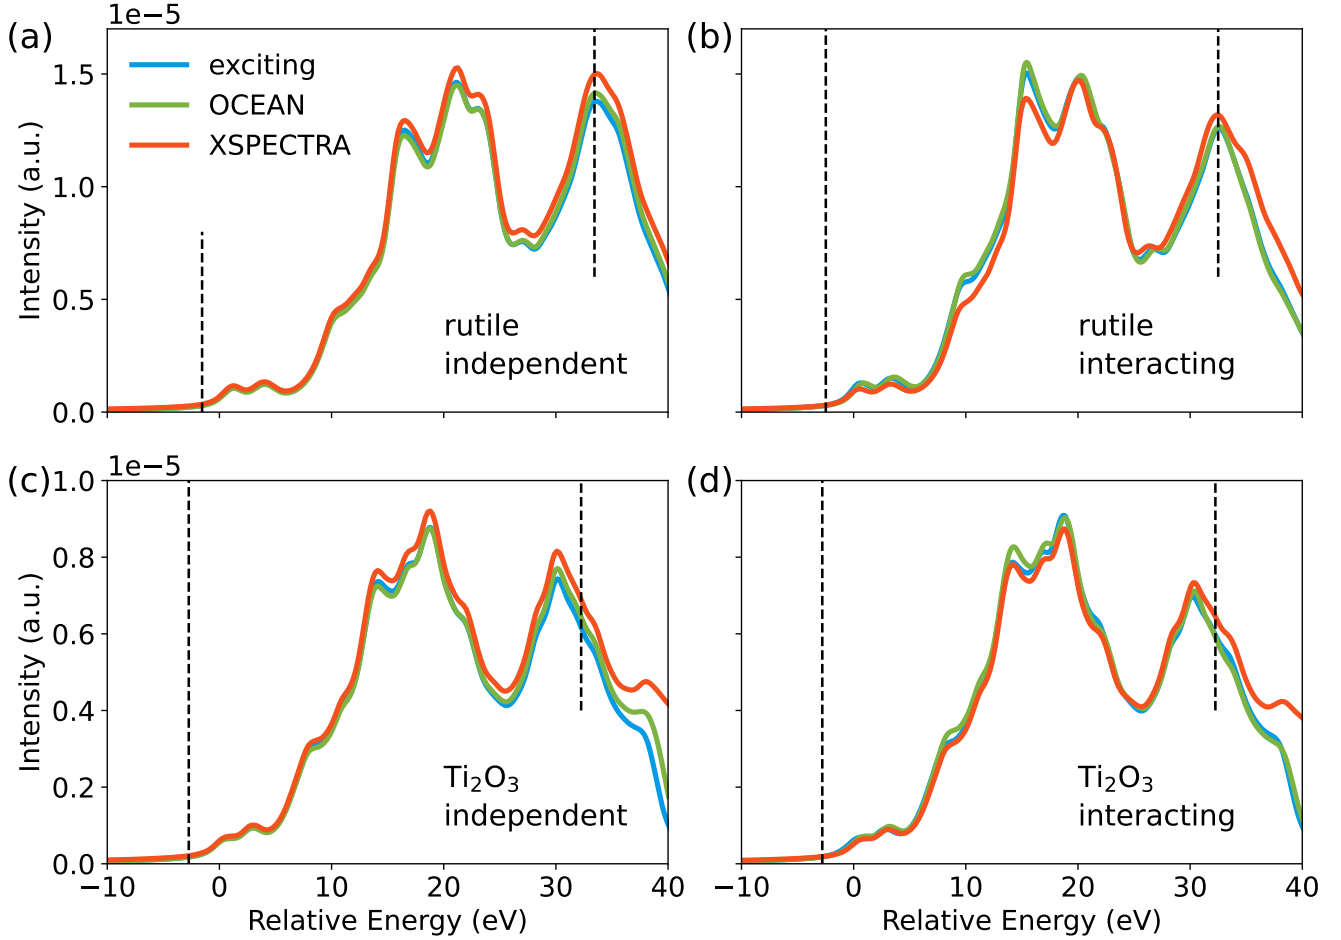 (a)
1e−5
1.5
1.0
0.5
0.0
Intensity (a.u.)
exciting
OCEAN
XSPECTRA
rutile
independent
(b)
rutile
interacting
(c)
1e−5
1.0
0.8
0.6
0.4
0.2
0.0
Intensity (a.u.)
Ti₂O₃
independent
−10 0 10 20 30 40
Relative Energy (eV)
(d)
Ti₂O₃
interacting
−10 0 10 20 30 40
Relative Energy (eV)